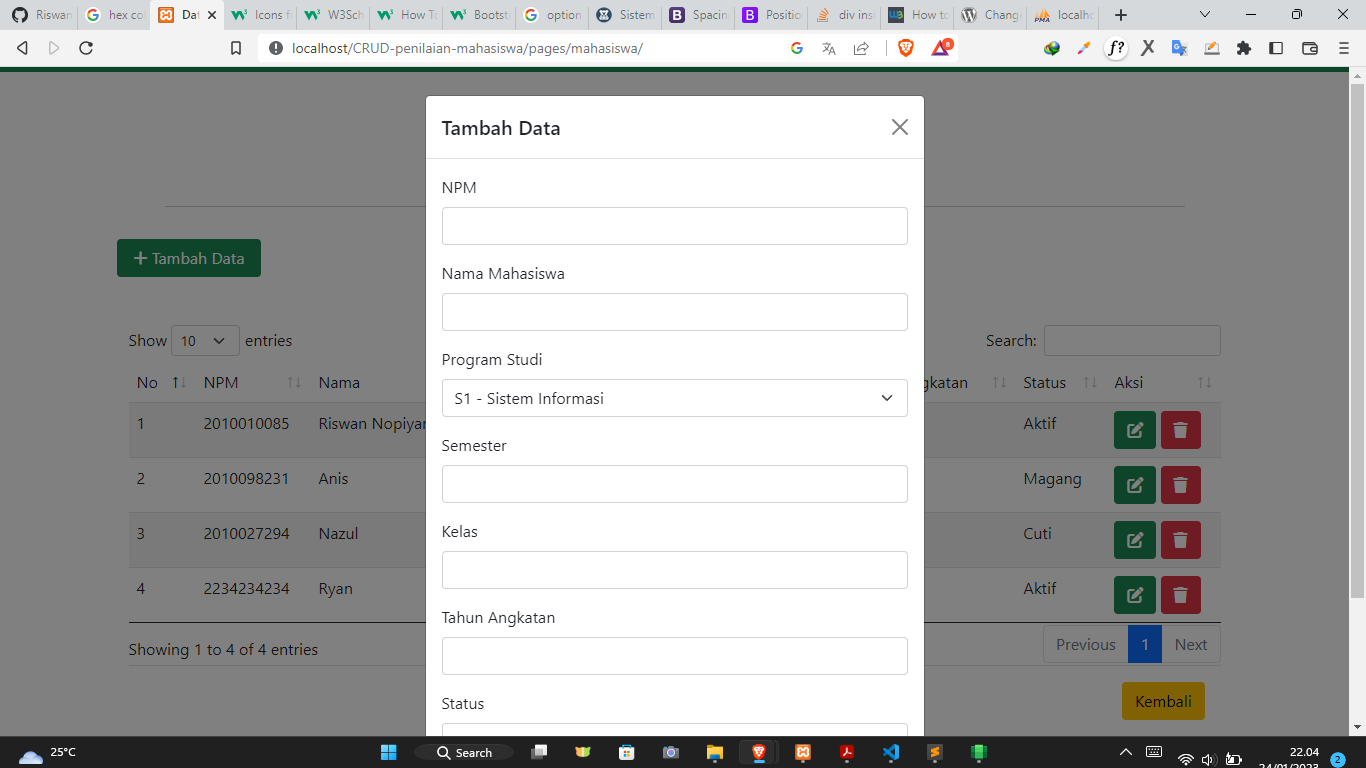 Riswan
hex co
Dat
Icons f
W3Sch
How To
Bootst
option
Sistem
Spacin
Positio
div insi
How to
Chang
localho
localhost/CRUD-penilaian-mahasiswa/pages/mahasiswa/
8
f?
Tambah Data
NPM
Nama Mahasiswa
Program Studi
S1 - Sistem Informasi
Semester
Kelas
Tahun Angkatan
Status
Tambah Data
Show 10 entries
Search:
No NPM Nama gkatan Status Aksi
1 2010010085 Riswan Nopiyar Aktif
2 2010098231 Anis Magang
3 2010027294 Nazul Cuti
4 2234234234 Ryan Aktif
Showing 1 to 4 of 4 entries
Previous 1 Next
Kembali
25°C
Search
22.04
24/01/2023
2